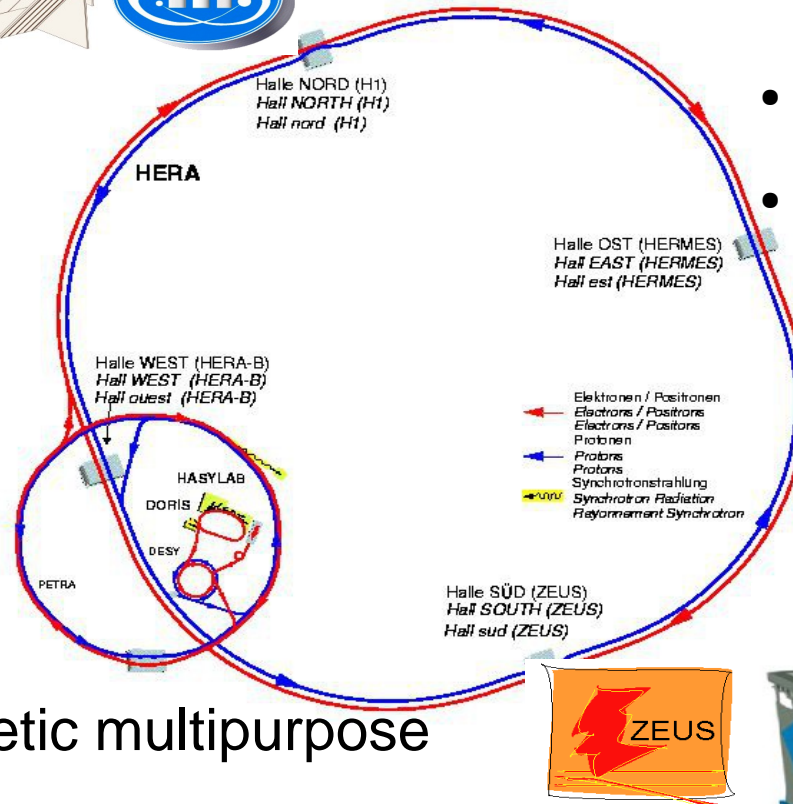 Halle NORD (H1)
Hall NORTH (H1)
Hall nord (H1)
HERA
Halle OST (HERMES)
Hall EAST (HERMES)
Hall est (HERMES)
Halle WEST (HERA-B)
Hall WEST (HERA-B)
Hall ouest (HERA-B)
Elektronen / Positronen
Electrons / Positrons
Electrons / Positons
Protonen
Protons
Protons
Synchrotronstrahlung
Synchrotron Radiation
Rayonnement Synchrotron
HASYLAB
DORIS
DESY
PETRA
Halle SÜD (ZEUS)
Hall SOUTH (ZEUS)
Hall sud (ZEUS)
etic multipurpose
ZEUS